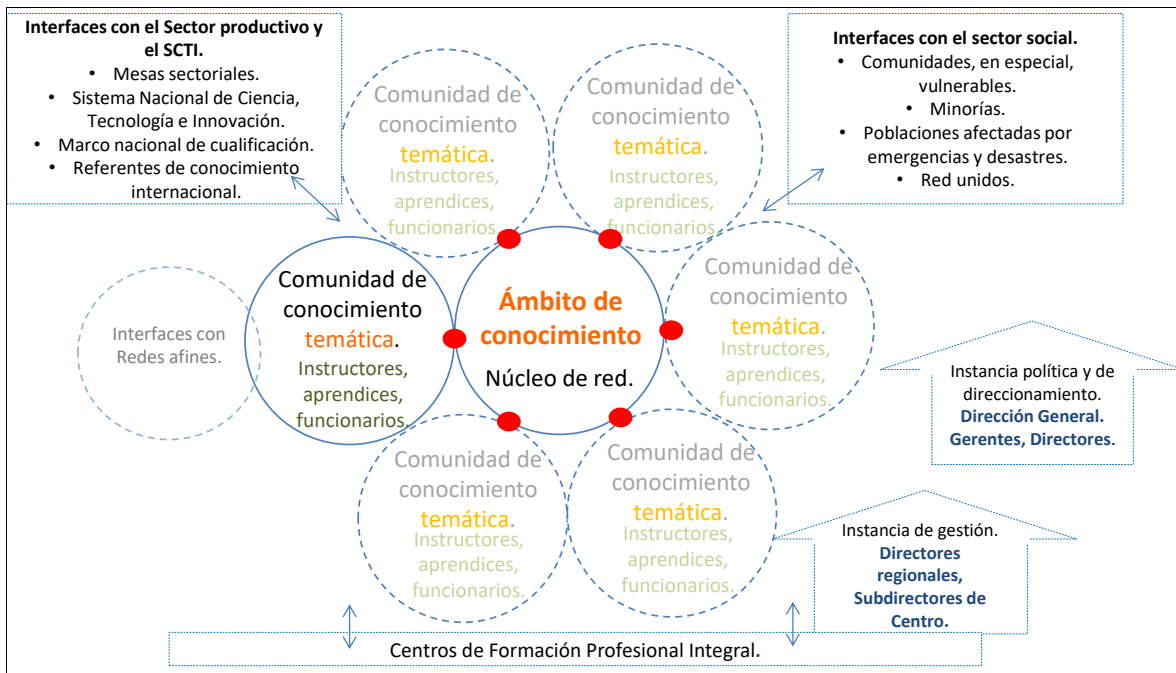 Interfaces con el Sector productivo y
el SCTI.
• Mesas sectoriales.
• Sistema Nacional de Ciencia,
Tecnología e Innovación.
• Marco nacional de cualificación.
• Referentes de conocimiento
internacional.
Interfaces con el sector social.
• Comunidades, en especial,
vulnerables.
• Minorías.
• Poblaciones afectadas por
emergencias y desastres.
• Red unidos.
Comunidad de
conocimiento
temática.
Instructores,
aprendices,
funcionarios.
Comunidad de
conocimiento
temática.
Instructores,
aprendices,
funcionarios.
Interfaces con
Redes afines.
Comunidad de
conocimiento
temática.
Instructores,
aprendices,
funcionarios.
Ámbito de
conocimiento
Núcleo de red.
Comunidad de
conocimiento
temática.
Instructores,
aprendices,
funcionarios.
Instancia política y de
direccionamiento.
Dirección General.
Gerentes, Directores.
Comunidad de
conocimiento
temática.
Instructores,
aprendices,
funcionarios.
Comunidad de
conocimiento
temática.
Instructores,
aprendices,
funcionarios.
Instancia de gestión.
Directores
regionales,
Subdirectores de
Centro.
Centros de Formación Profesional Integral.